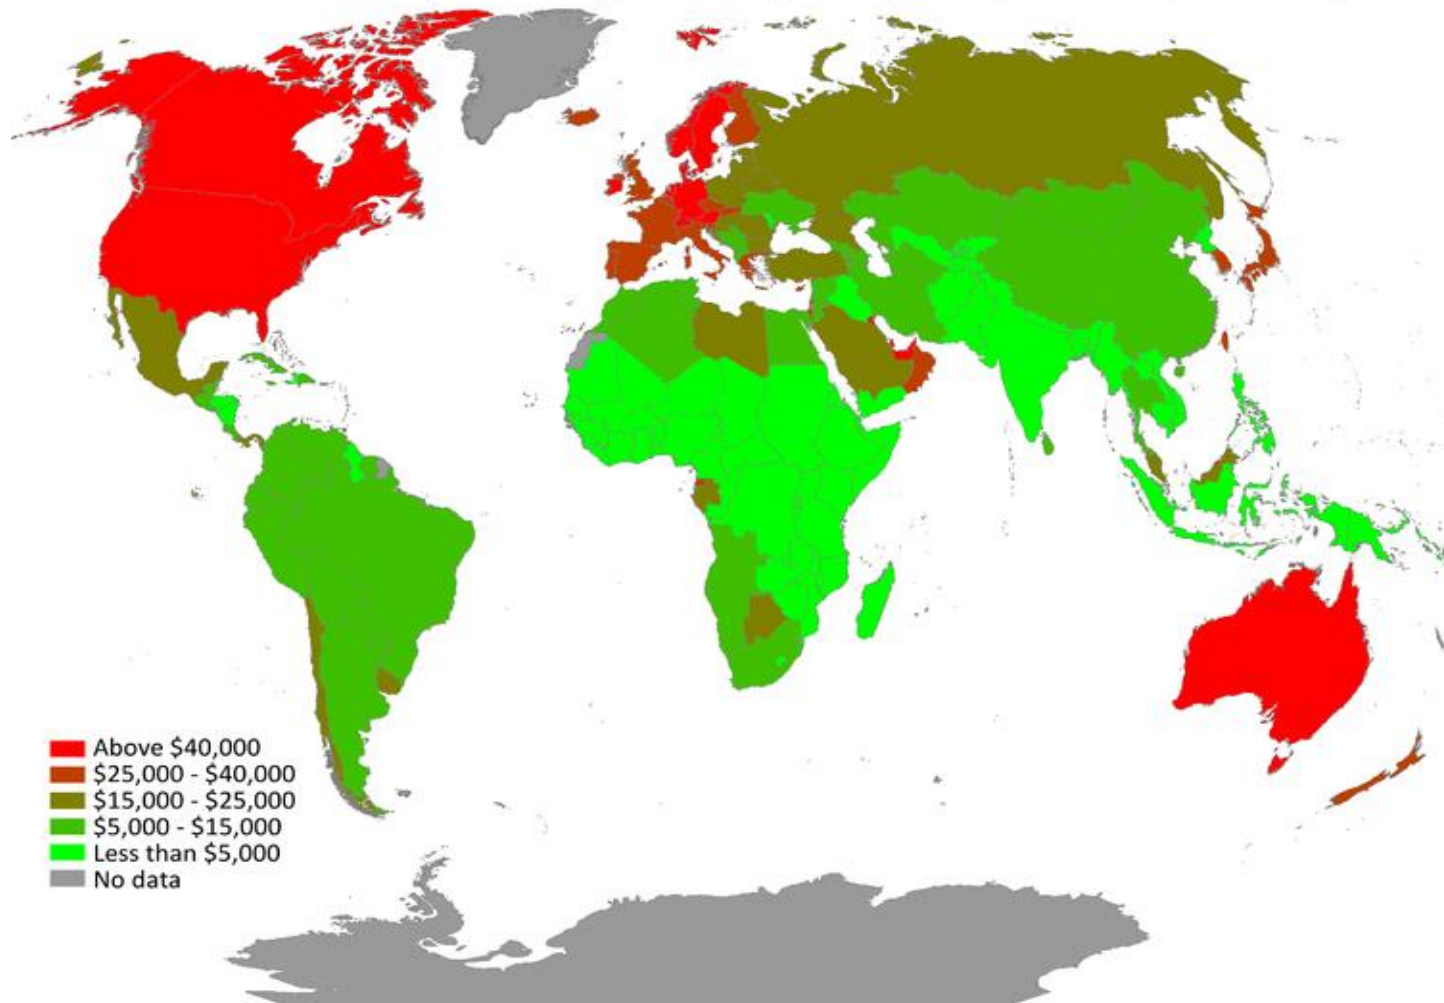 Above $40,000
$25,000 - $40,000
$15,000 - $25,000
$5,000 - $15,000
Less than $5,000
No data